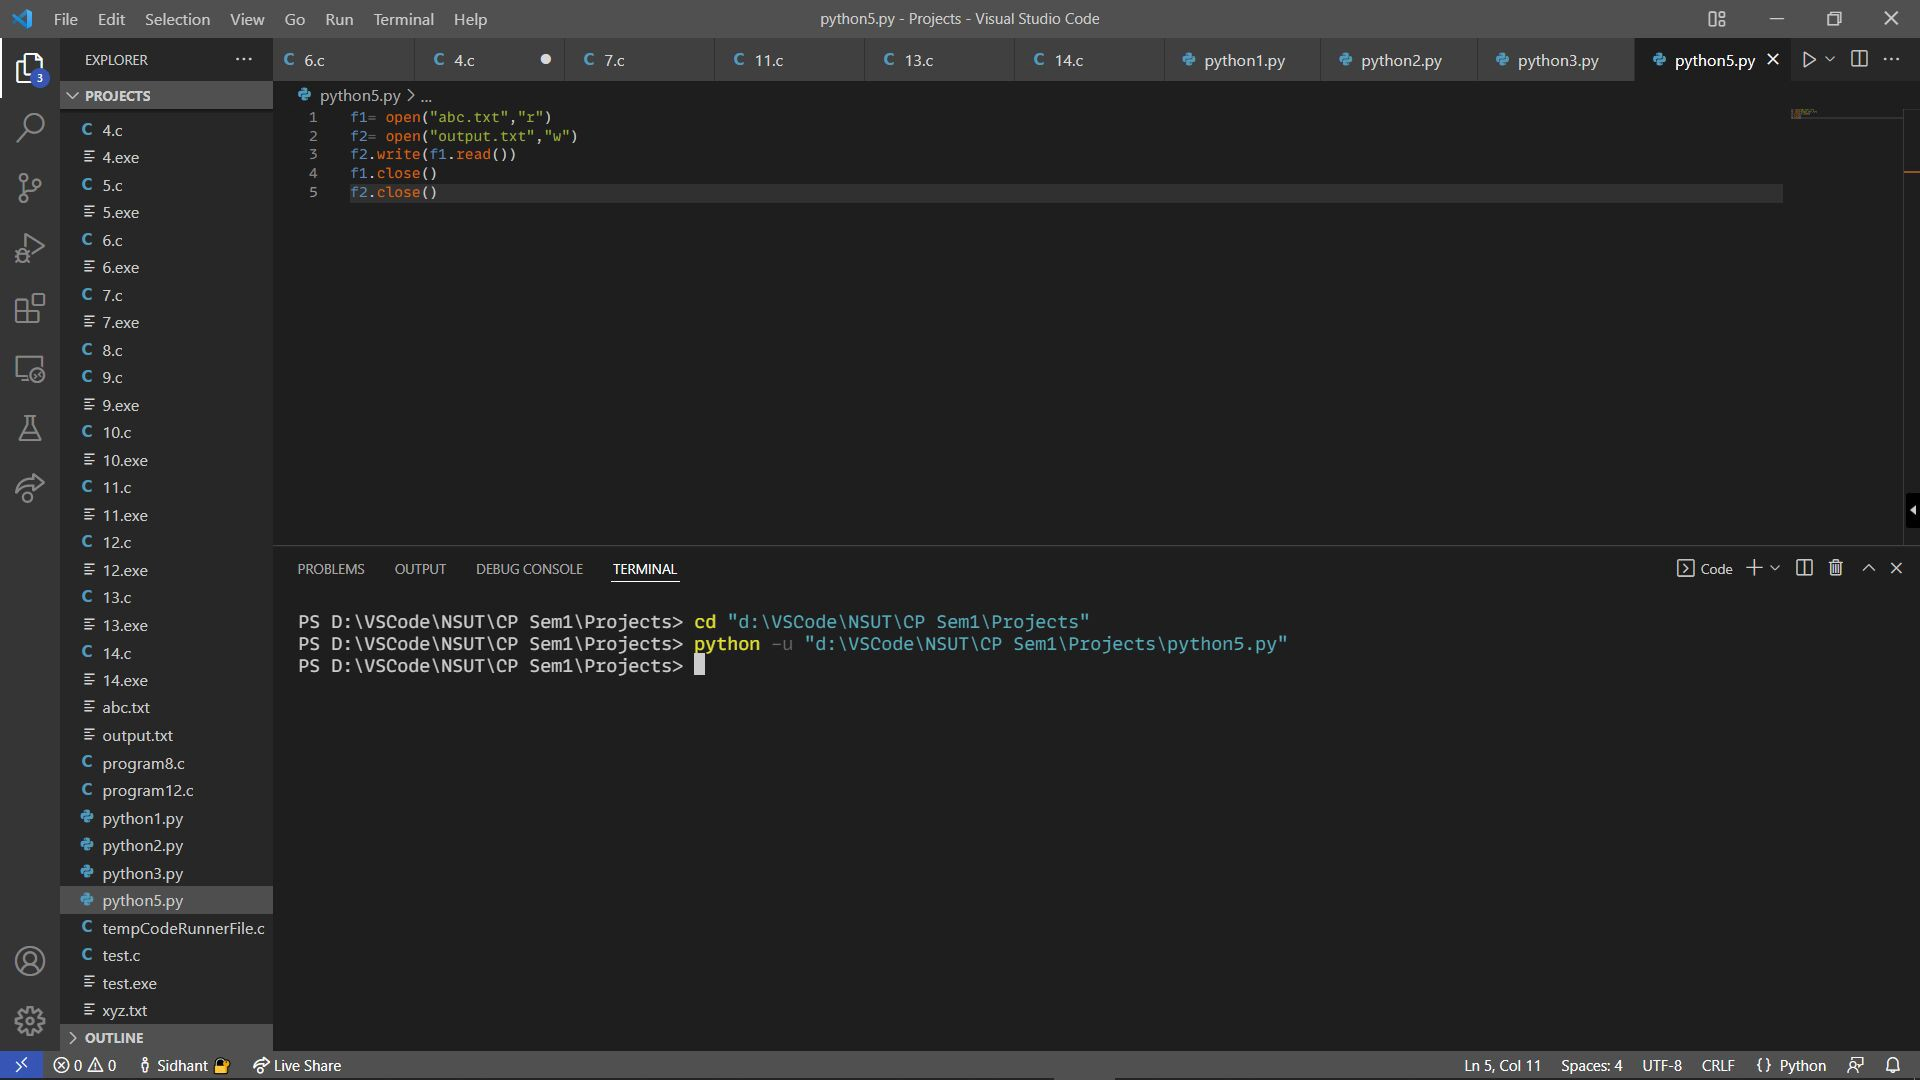 File Edit Selection View Go Run Terminal Help
python5.py - Projects - Visual Studio Code
EXPLORER
3
6.c 4.c 7.c 11.c 13.c 14.c python1.py python2.py python3.py python5.py
PROJECTS
4.c
4.exe
5.c
5.exe
6.c
6.exe
7.c
7.exe
8.c
9.c
9.exe
10.c
10.exe
11.c
11.exe
12.c
12.exe
13.c
13.exe
14.c
14.exe
abc.txt
output.txt
program8.c
program12.c
python1.py
python2.py
python3.py
python5.py
tempCodeRunnerFile.c
test.c
test.exe
xyz.txt
OUTLINE
python5.py > ...
1 f1= open("abc.txt","r")
2 f2= open("output.txt","w")
3 f2.write(f1.read())
4 f1.close()
5 f2.close()
PROBLEMS OUTPUT DEBUG CONSOLE TERMINAL
Code
PS D:\VSCode\NSUT\CP Sem1\Projects> cd "d:\VSCode\NSUT\CP Sem1\Projects"
PS D:\VSCode\NSUT\CP Sem1\Projects> python -u "d:\VSCode\NSUT\CP Sem1\Projects\python5.py"
PS D:\VSCode\NSUT\CP Sem1\Projects>
0 0 Sidhant Live Share
Ln 5, Col 11 Spaces: 4 UTF-8 CRLF {} Python